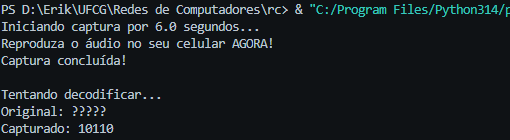 PS D:\Erik\UFCG\Redes de Computadores\rc> & "C:/Program Files/Python314/p
Iniciando captura por 6.0 segundos...
Reproduza o áudio no seu celular AGORA!
Captura concluída!
Tentando decodificar...
Original: ?????
Capturado: 10110